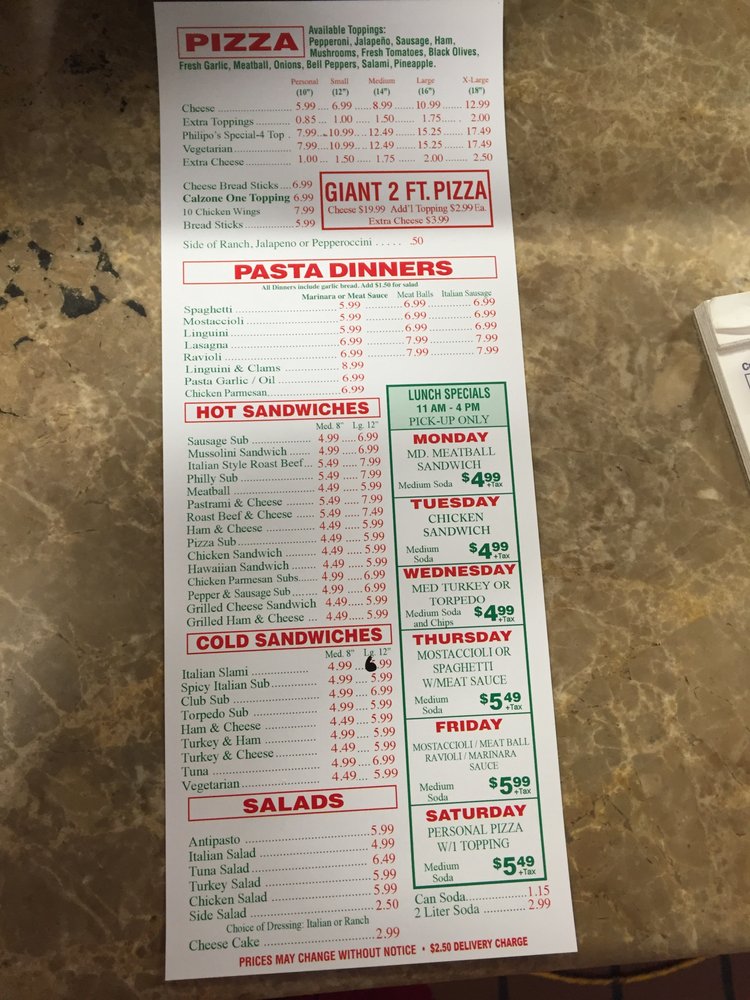 PIZZA
Available Toppings:
Pepperoni, Jalapeño, Sausage, Ham,
Mushrooms, Fresh Tomatoes, Black Olives,
Fresh Garlic, Meatball, Onions, Bell Peppers, Salami, Pineapple.
Personal Small Medium Large X-Large
(10") (12") (14") (16") (18")
Cheese 5.99 6.99 8.99 10.99 12.99
Extra Toppings 0.85 1.00 1.50 1.75 2.00
Philipo's Special-4 Top 7.99 10.99 12.49 15.25 17.49
Vegetarian 7.99 10.99 12.49 15.25 17.49
Extra Cheese 1.00 1.50 1.75 2.00 2.50
Cheese Bread Sticks 6.99
Calzone One Topping 6.99
10 Chicken Wings 7.99
Bread Sticks 5.99
GIANT 2 FT. PIZZA
Cheese $19.99 Add'l Topping $2.99 Ea.
Extra Cheese $3.99
Side of Ranch, Jalapeno or Pepperoccini .50
PASTA DINNERS
All Dinners include garlic bread. Add $1.50 for salad
Marinara or Meat Sauce Meat Balls Italian Sausage
Spaghetti 5.99 6.99 6.99
Mostaccioli 5.99 6.99 6.99
Linguini 5.99 6.99 6.99
Lasagna 6.99 7.99 7.99
Ravioli 6.99 7.99 7.99
Linguini & Clams 8.99
Pasta Garlic / Oil 6.99
Chicken Parmesan 6.99
HOT SANDWICHES
Med. 8" Lg. 12"
Sausage Sub 4.99 6.99
Mussolini Sandwich 4.99 6.99
Italian Style Roast Beef 5.49 7.99
Philly Sub 5.49 7.99
Meatball 4.49 5.99
Pastrami & Cheese 5.49 7.99
Roast Beef & Cheese 5.49 7.49
Ham & Cheese 4.49 5.99
Pizza Sub 4.49 5.99
Chicken Sandwich 4.49 5.99
Hawaiian Sandwich 4.49 5.99
Chicken Parmesan Subs 4.99 6.99
Pepper & Sausage Sub 4.99 6.99
Grilled Cheese Sandwich 4.49 5.99
Grilled Ham & Cheese 4.49 5.99
COLD SANDWICHES
Med. 8" Lg. 12"
Italian Slami 4.99 6.99
Spicy Italian Sub 4.99 5.99
Club Sub 4.99 6.99
Torpedo Sub 4.99 5.99
Ham & Cheese 4.49 5.99
Turkey & Ham 4.99 5.99
Turkey & Cheese 4.49 5.99
Tuna 4.99 6.99
Vegetarian 4.49 5.99
SALADS
Antipasto 5.99
Italian Salad 4.99
Tuna Salad 6.49
Turkey Salad 5.99
Chicken Salad 5.99
Side Salad 2.50
Choice of Dressing: Italian or Ranch
Cheese Cake 2.99
LUNCH SPECIALS
11 AM - 4 PM
PICK-UP ONLY
MONDAY
MD. MEATBALL
SANDWICH
Medium Soda $4.99 +Tax
TUESDAY
CHICKEN
SANDWICH
Medium
Soda $4.99 +Tax
WEDNESDAY
MED TURKEY OR
TORPEDO
Medium Soda
and Chips $4.99 +Tax
THURSDAY
MOSTACCIOLI OR
SPAGHETTI
W/MEAT SAUCE
Medium
Soda $5.49 +Tax
FRIDAY
MOSTACCIOLI / MEAT BALL
RAVIOLI / MARINARA
SAUCE
Medium
Soda $5.99 +Tax
SATURDAY
PERSONAL PIZZA
W/1 TOPPING
Medium
Soda $5.49 +Tax
Can Soda 1.15
2 Liter Soda 2.99
PRICES MAY CHANGE WITHOUT NOTICE • $2.50 DELIVERY CHARGE